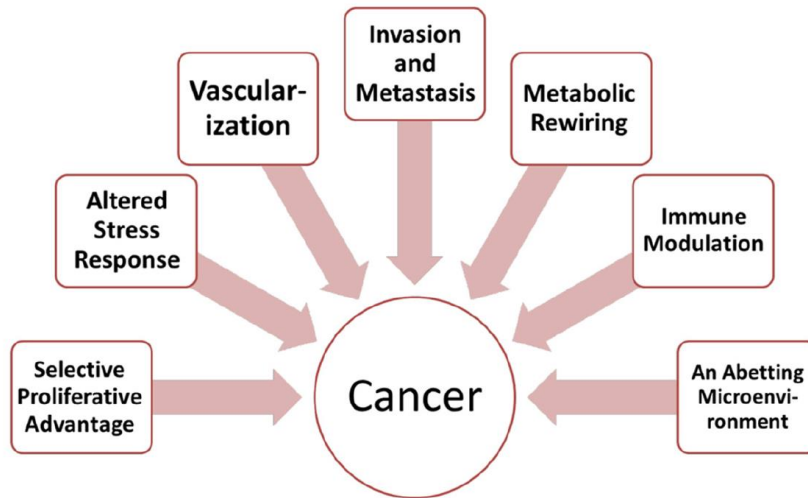 Invasion
and
Metastasis
Vascular-
ization
Metabolic
Rewiring
Altered
Stress
Response
Immune
Modulation
Selective
Proliferative
Advantage
Cancer
An Abetting
Microenvi-
ronment